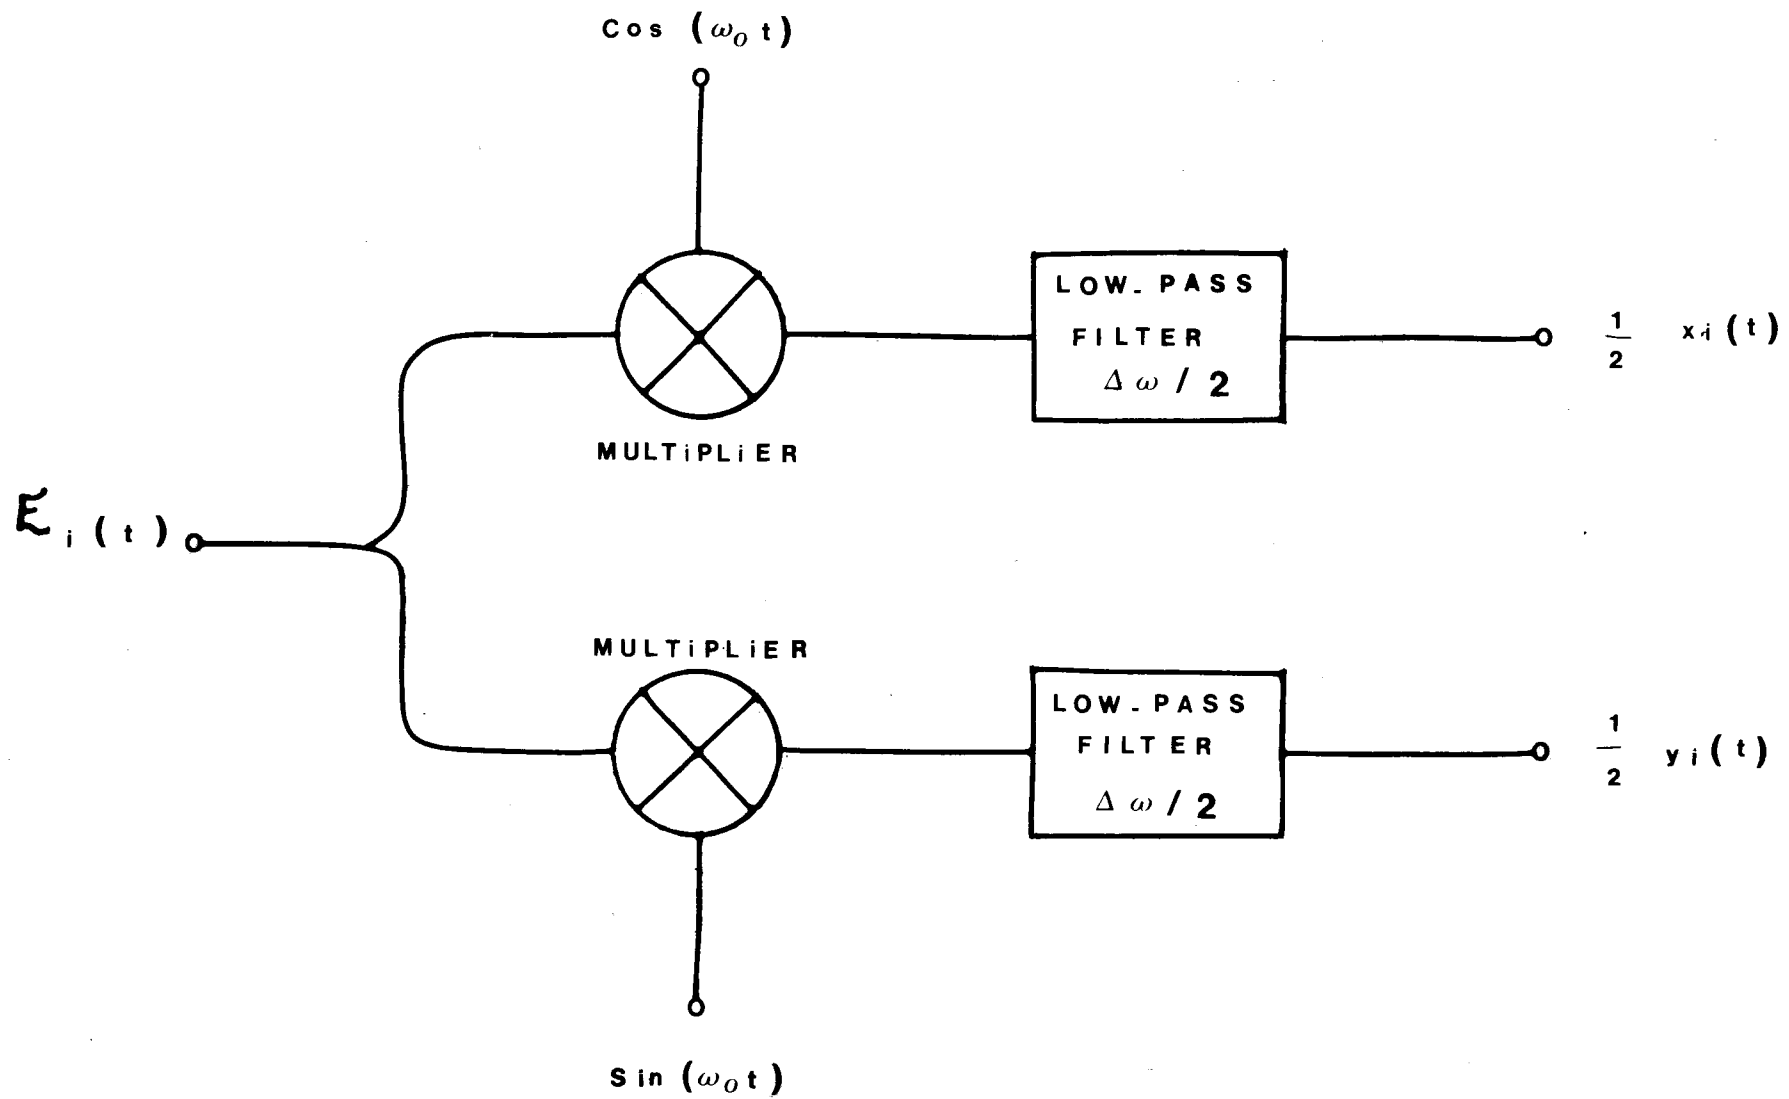 Cos (ω₀ t)
LOW-PASS
FILTER
Δ ω / 2
1/2 xᵢ(t)
MULTiPLiER
Eᵢ(t)
MULTiPLiER
LOW-PASS
FILTER
Δ ω / 2
1/2 yᵢ(t)
Sin (ω₀ t)